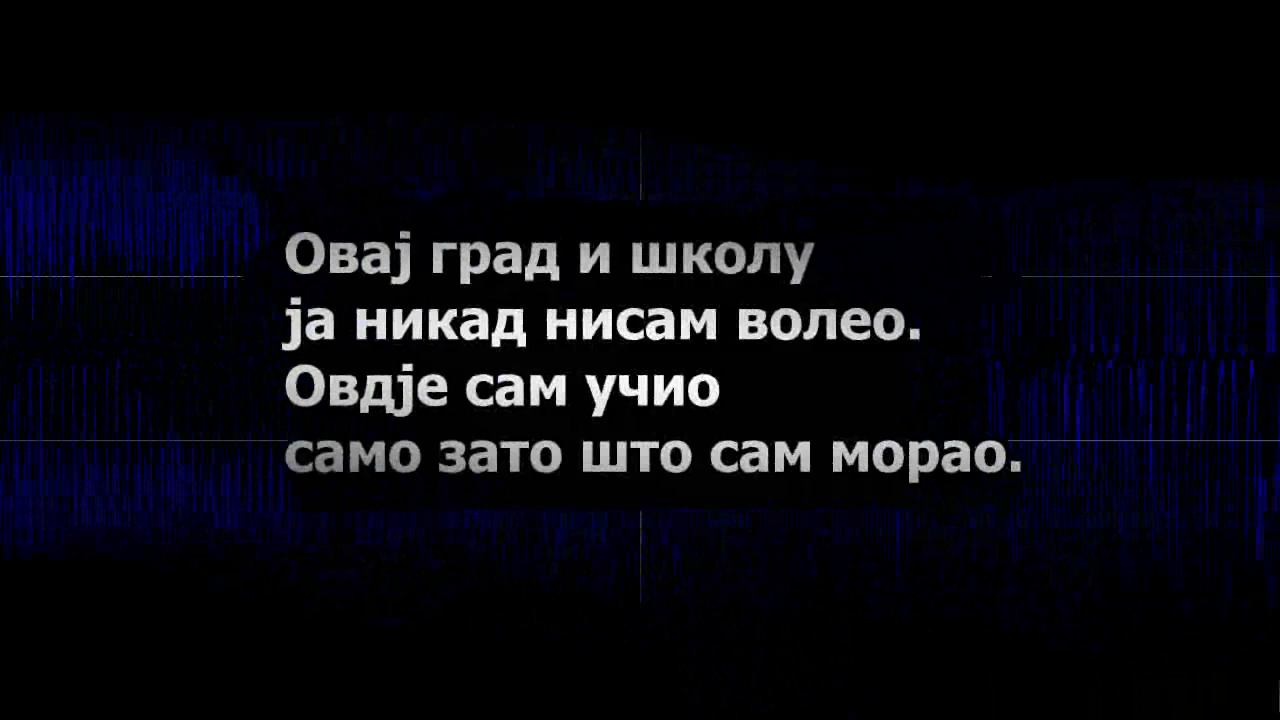 Овај град и школу
ја никад нисам волео.
Овдје сам учио
само зато што сам морао.